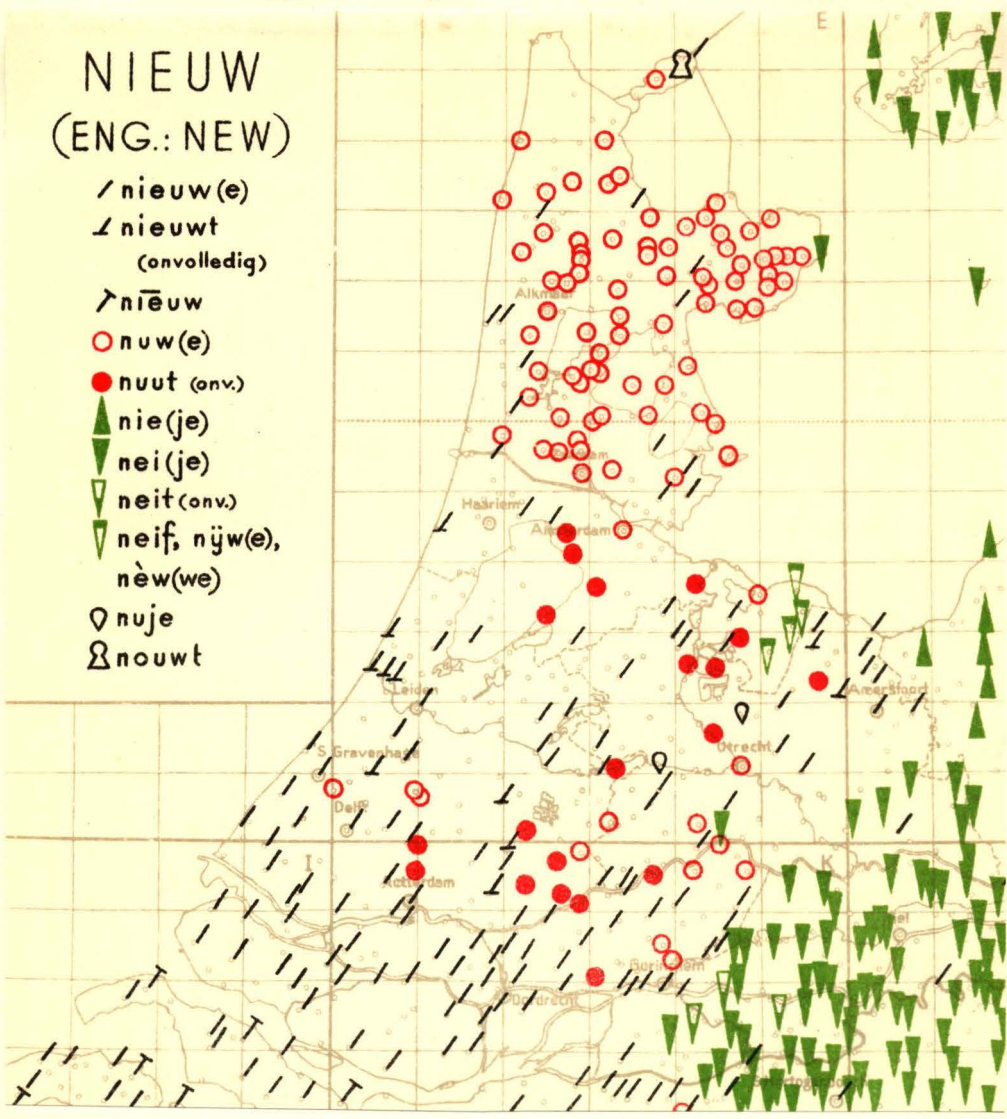 NIEUW
(ENG.: NEW)
nieuw(e)
nieuwt
(onvolledig)
nīēuw
nuw(e)
nuut (onv.)
nie(je)
nei(je)
neit (onv.)
neif, nÿw(e),
nèw(we)
nuje
nouwt
E
Alkmaar
Haarlem
Amsterdam
Leiden
Amersfoort
S Gravenhage
Utrecht
Delft
I
K
Rotterdam
Gorinchem
Dordrecht